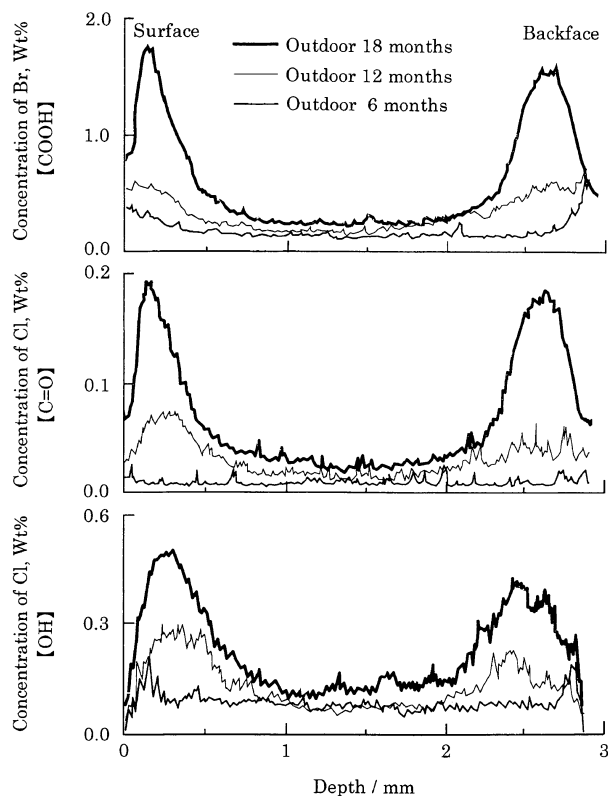 2.0
Surface
Backface
Outdoor 18 months
Outdoor 12 months
Outdoor 6 months
Concentration of Br, Wt%
【COOH】
1.0
0.0
0.2
Concentration of Cl, Wt%
【C=O】
0.1
0.0
0.6
Concentration of Cl, Wt%
【OH】
0.3
0.0
0 1 2 3
Depth / mm